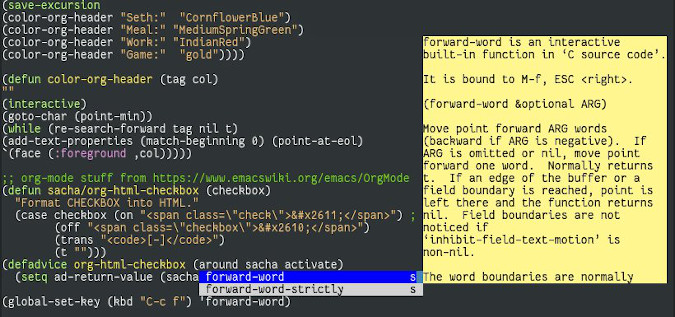 (save-excursion
(color-org-header "Seth:"  "CornflowerBlue")
(color-org-header "Meal:" "MediumSpringGreen")
(color-org-header "Work:" "IndianRed")
(color-org-header "Game:"  "gold"))))
(defun color-org-header (tag col)
""
(interactive)
(goto-char (point-min))
(while (re-search-forward tag nil t)
(add-text-properties (match-beginning 0) (point-at-eol)
`(face (:foreground ,col)))))
;; org-mode stuff from https://www.emacswiki.org/emacs/OrgMode
(defun sacha/org-html-checkbox (checkbox)
"Format CHECKBOX into HTML."
(case checkbox (on "<span class=\"check\">&#x2611;</span>") ;
(off "<span class=\"checkbox\">&#x2610;</span>")
(trans "<code>[-]</code>")
(t "")))
(defadvice org-html-checkbox (around sacha activate)
(setq ad-return-value (sacha
(global-set-key (kbd "C-c f") 'forward-word)
forward-word s
forward-word-strictly s
forward-word is an interactive
built-in function in ‘C source code’.
It is bound to M-f, ESC <right>.
(forward-word &optional ARG)
Move point forward ARG words
(backward if ARG is negative).  If
ARG is omitted or nil, move point
forward one word.  Normally returns
t.  If an edge of the buffer or a
field boundary is reached, point is
left there and the function returns
nil.  Field boundaries are not
noticed if
‘inhibit-field-text-motion’ is
non-nil.
The word boundaries are normally